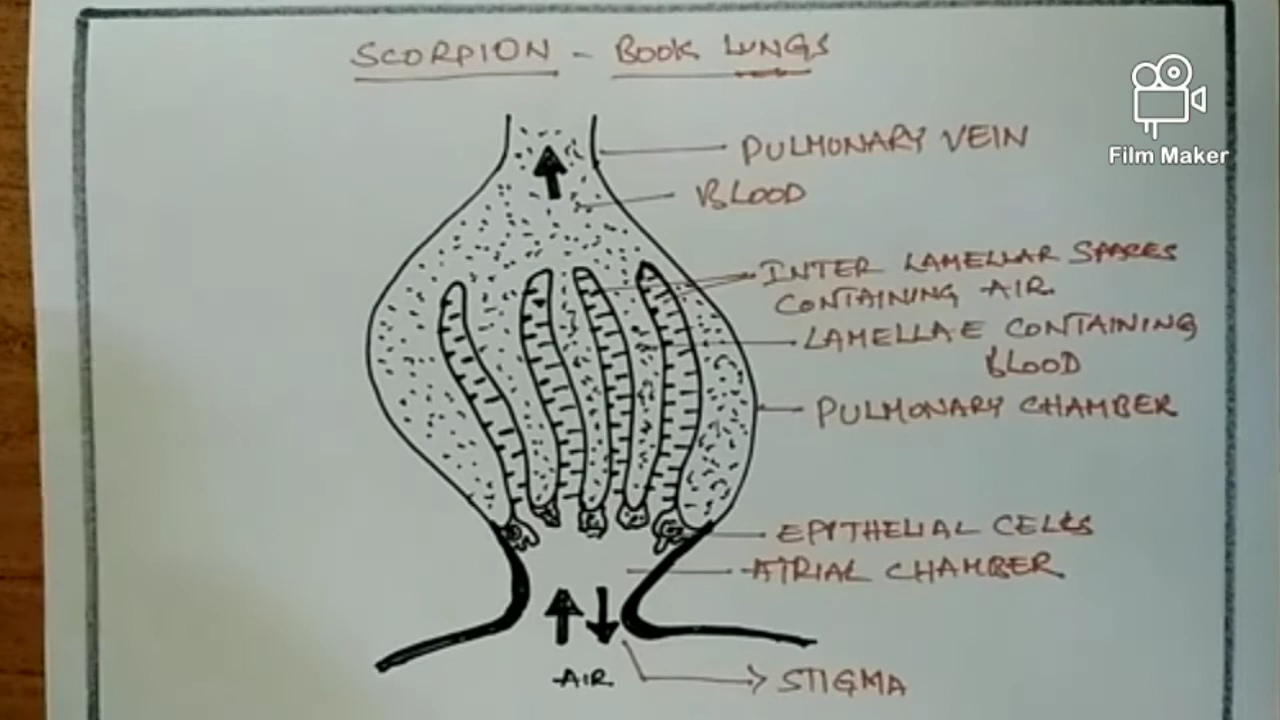 SCORPION - BOOK LUNGS
Film Maker
PULMONARY VEIN
BLOOD
INTER LAMELLAR SPACES
CONTAINING AIR
LAMELLAE CONTAINING
BLOOD
PULMONARY CHAMBER
EPITHELIAL CELLS
ATRIAL CHAMBER
AIR
STIGMA